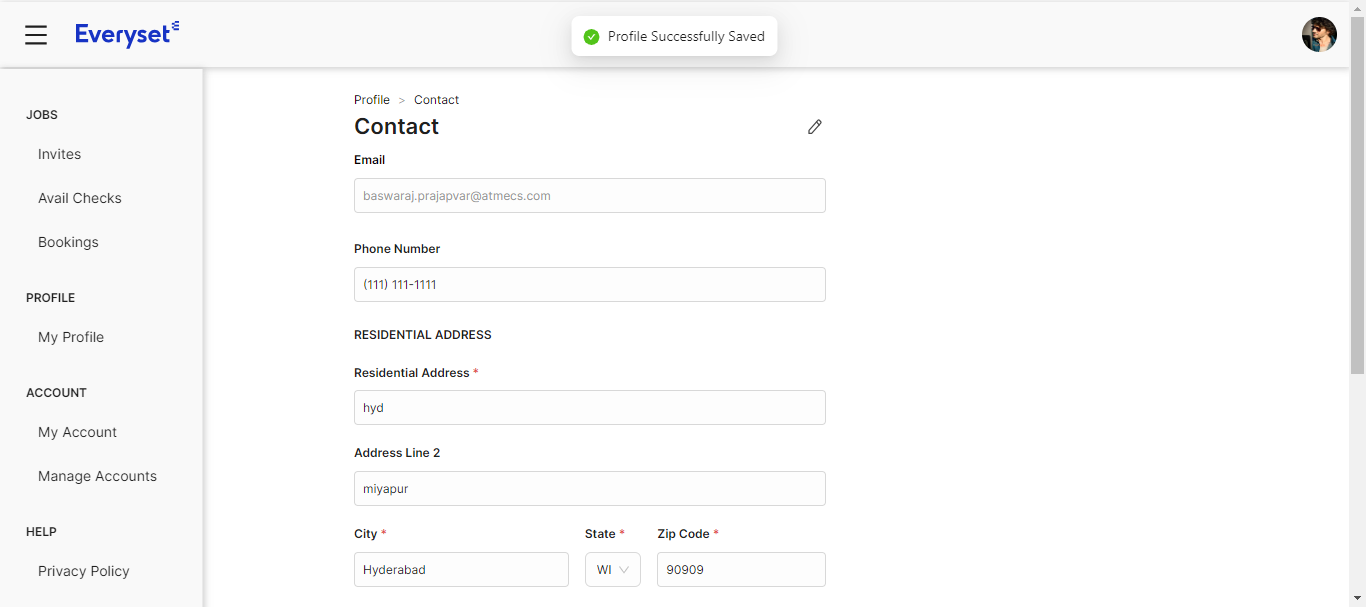 Everyset
Profile Successfully Saved
JOBS
Invites
Avail Checks
Bookings
PROFILE
My Profile
ACCOUNT
My Account
Manage Accounts
HELP
Privacy Policy
Profile > Contact
Contact
Email
baswaraj.prajapvar@atmecs.com
Phone Number
(111) 111-1111
RESIDENTIAL ADDRESS
Residential Address *
hyd
Address Line 2
miyapur
City * State * Zip Code *
Hyderabad WI 90909